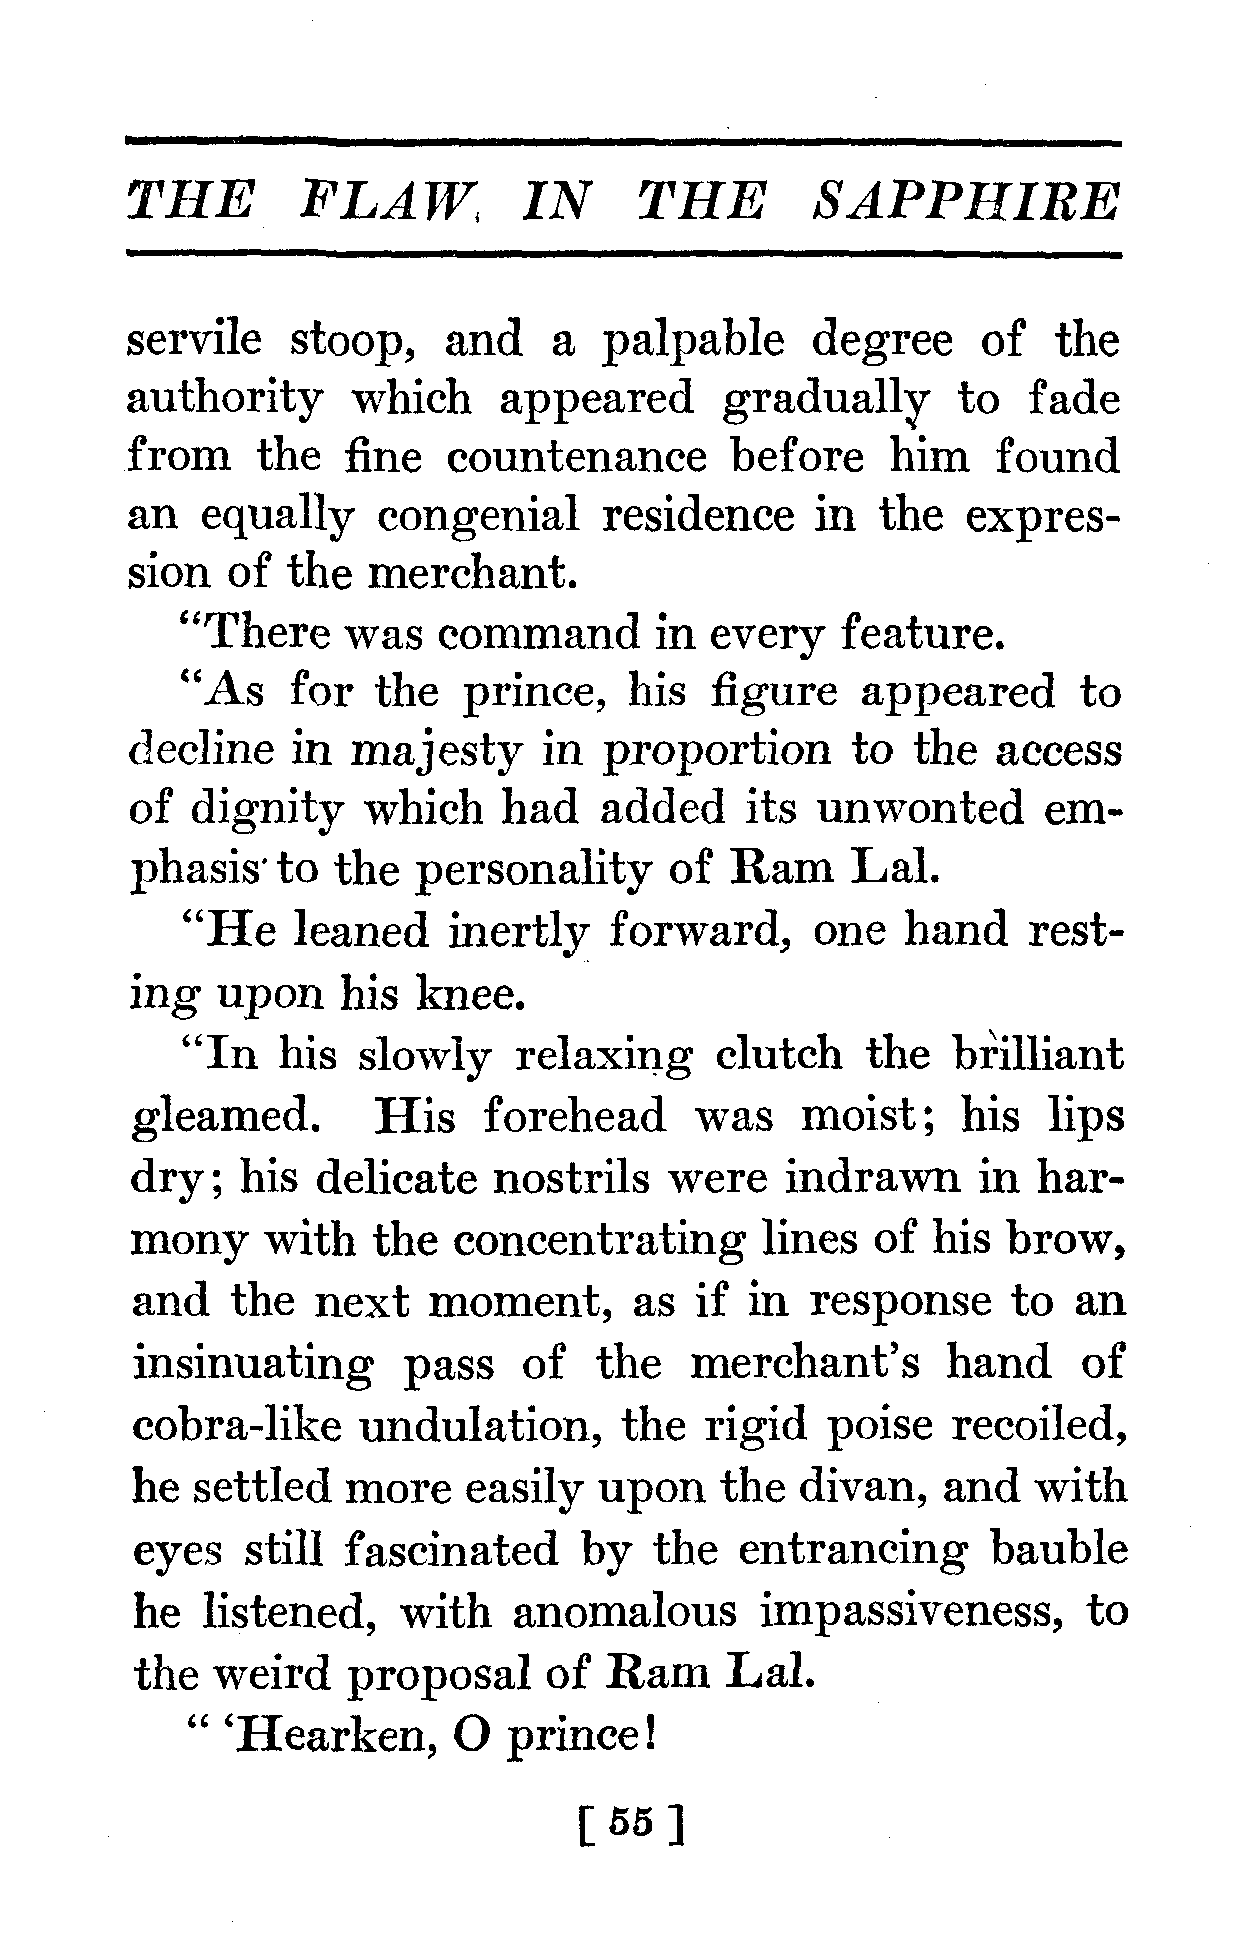 THE FLAW IN THE SAPPHIRE
servile stoop, and a palpable degree of the
authority which appeared gradually to fade
from the fine countenance before him found
an equally congenial residence in the expres-
sion of the merchant.
"There was command in every feature.
"As for the prince, his figure appeared to
decline in majesty in proportion to the access
of dignity which had added its unwonted em-
phasis to the personality of Ram Lal.
"He leaned inertly forward, one hand rest-
ing upon his knee.
"In his slowly relaxing clutch the brilliant
gleamed. His forehead was moist; his lips
dry; his delicate nostrils were indrawn in har-
mony with the concentrating lines of his brow,
and the next moment, as if in response to an
insinuating pass of the merchant's hand of
cobra-like undulation, the rigid poise recoiled,
he settled more easily upon the divan, and with
eyes still fascinated by the entrancing bauble
he listened, with anomalous impassiveness, to
the weird proposal of Ram Lal.
" 'Hearken, O prince!
[ 55 ]